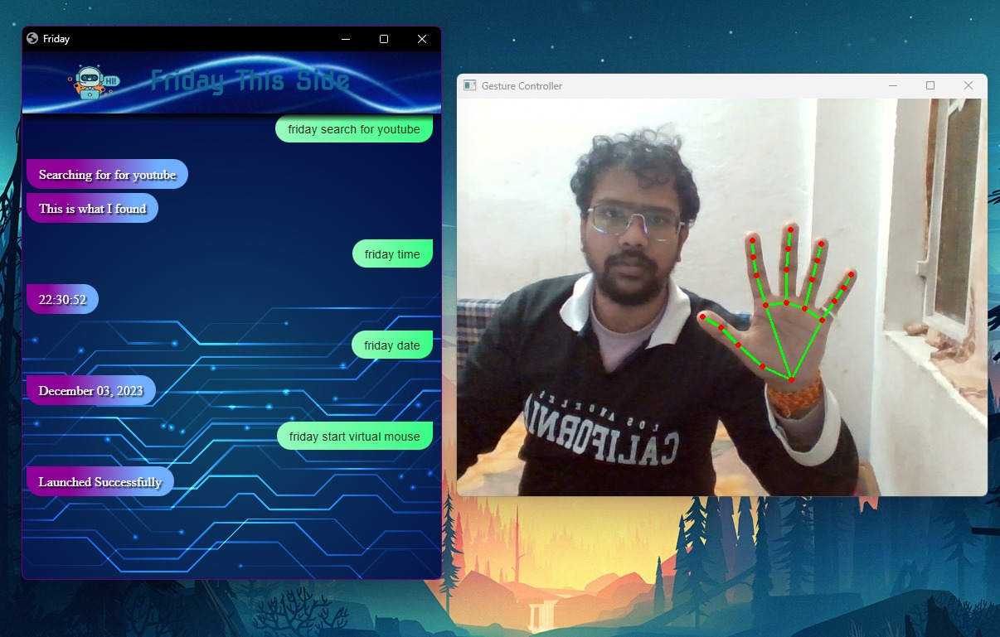 Friday
HI!
Friday This Side
friday search for youtube
Searching for for youtube
This is what I found
friday time
22:30:52
friday date
December 03, 2023
friday start virtual mouse
Launched Successfully
Gesture Controller
LOS ANGELES
CALIFORNIA